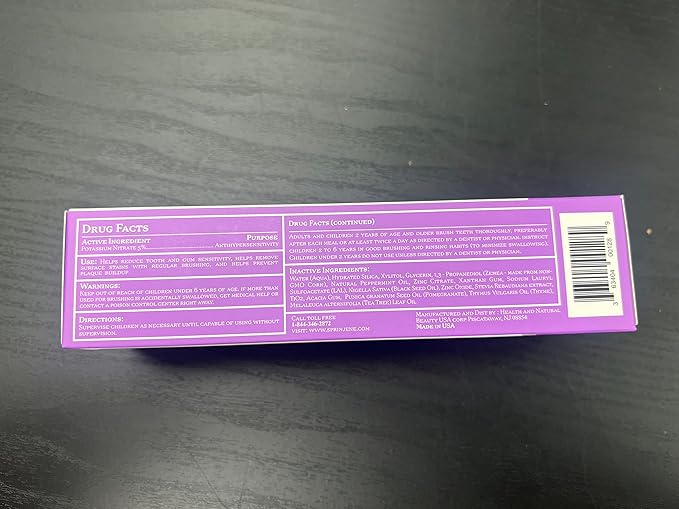 DRUG FACTS
ACTIVE INGREDIENT PURPOSE
POTASSIUM NITRATE 5%............ANTIHYPERSENSITIVITY
USE: HELPS REDUCE TOOTH AND GUM SENSITIVITY, HELPS REMOVE
SURFACE STAINS WITH REGULAR BRUSHING, AND HELPS PREVENT
PLAQUE BUILDUP.
WARNINGS:
KEEP OUT OF REACH OF CHILDREN UNDER 6 YEARS OF AGE. IF MORE THAN
USED FOR BRUSHING IS ACCIDENTALLY SWALLOWED, GET MEDICAL HELP OR
CONTACT A POISON CONTROL CENTER RIGHT AWAY.
DIRECTIONS:
SUPERVISE CHILDREN AS NECESSARY UNTIL CAPABLE OF USING WITHOUT
SUPERVISION.
DRUG FACTS (CONTINUED)
ADULTS AND CHILDREN 2 YEARS OF AGE AND OLDER BRUSH TEETH THOROUGHLY, PREFERABLY
AFTER EACH MEAL OR AT LEAST TWICE A DAY AS DIRECTED BY A DENTIST OR PHYSICIAN. INSTRUCT
CHILDREN 2 TO 6 YEARS IN GOOD BRUSHING AND RINSING HABITS (TO MINIMIZE SWALLOWING).
CHILDREN UNDER 2 YEARS DO NOT USE UNLESS DIRECTED BY A DENTIST OR PHYSICIAN.
INACTIVE INGREDIENTS:
WATER (AQUA), HYDRATED SILICA, XYLITOL, GLYCERIN, 1,3 - PROPANEDIOL, (ZEMEA - MADE FROM NON-
GMO CORN), NATURAL PEPPERMINT OIL, ZINC CITRATE, XANTHAN GUM, SODIUM LAURYL
SULFOACETATE (LAI), NIGELLA SATIVA (BLACK SEED OIL), ZINC OXIDE, STEVIA REBAUDIANA EXTRACT,
TIO2, ACACIA GUM, PUNICA GRANATUM SEED OIL (POMEGRANATE), THYMUS VULGARIS OIL (THYME),
MELALEUCA ALTERNIFOLIA (TEA TREE) LEAF OIL
CALL TOLL FREE
1-844-346-2872
VISIT: WWW.SPRINJENE.COM
MANUFACTURED AND DIST BY : HEALTH AND NATURAL
BEAUTY USA CORP PISCATAWAY, NJ 08854
MADE IN USA
3 63404 00128 9